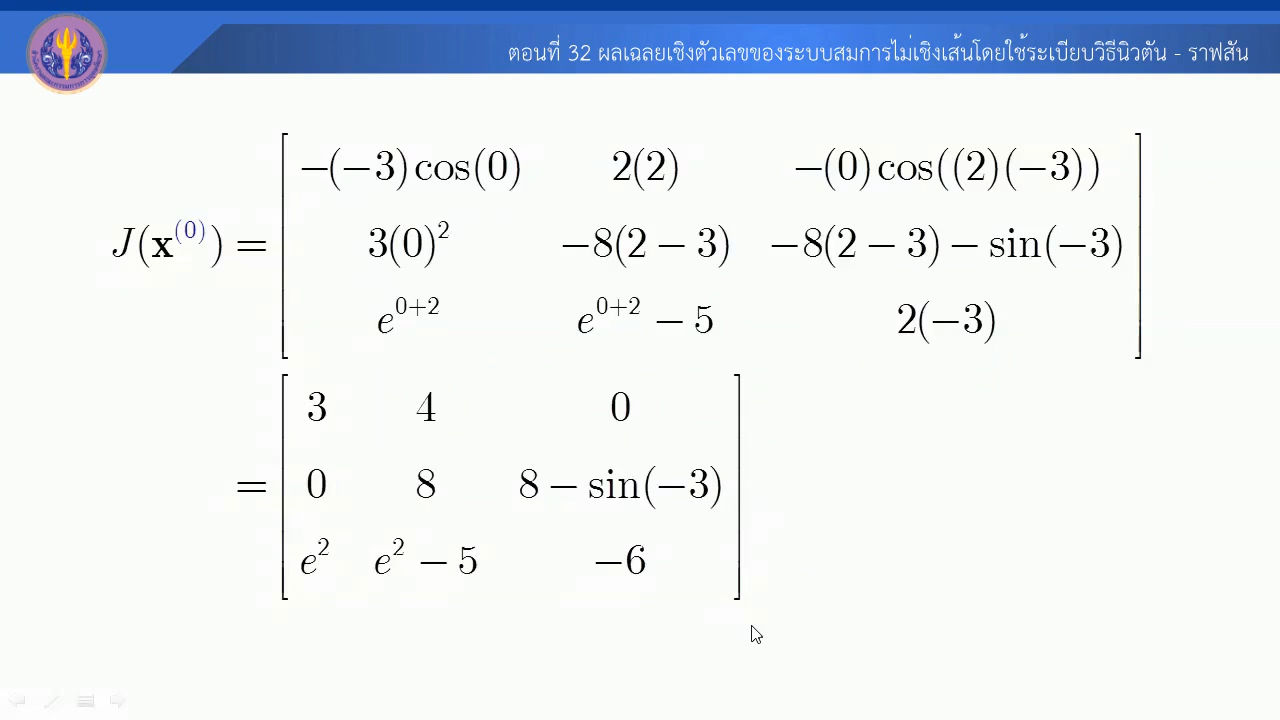 ตอนที่ 32 ผลเฉลยเชิงตัวเลขของระบบสมการไม่เชิงเส้นโดยใช้ระเบียบวิธีนิวตัน - ราฟสัน
−(−3)cos(0) 2(2) −(0)cos((2)(−3))
J(x⁽⁰⁾) = 3(0)² −8(2 − 3) −8(2 − 3) − sin(−3)
e⁰⁺² e⁰⁺² − 5 2(−3)
3 4 0
= 0 8 8 − sin(−3)
e² e² − 5 −6